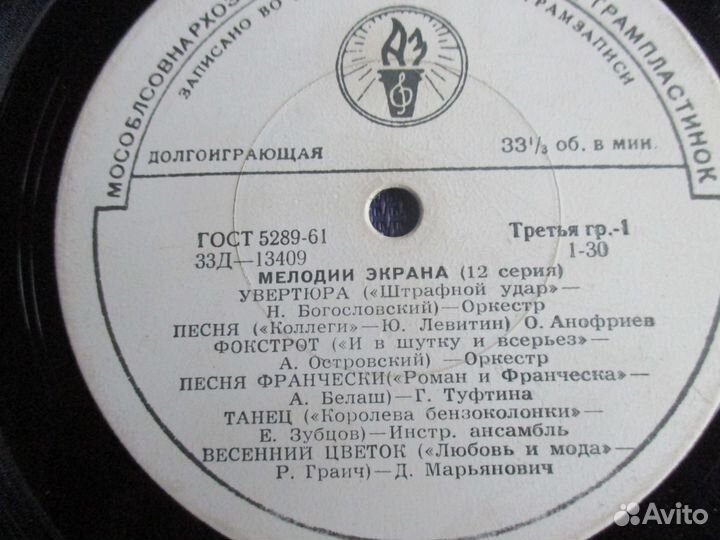 МОСОБЛСОВНАРХОЗ
ГРАМПЛАСТИНОК
ЗАПИСАНО ВО
ГРАМЗАПИСИ
АЗ
ДОЛГОИГРАЮЩАЯ
33⅓ об. в мин.
ГОСТ 5289-61
Третья гр.-1
33Д—13409
1-30
МЕЛОДИИ ЭКРАНА (12 серия)
УВЕРТЮРА («Штрафной удар»—
Н. Богословский)—Оркестр
ПЕСНЯ («Коллеги»—Ю. Левитин) О. Анофриев
ФОКСТРОТ («И в шутку и всерьез»—
А. Островский)—Оркестр
ПЕСНЯ ФРАНЧЕСКИ(«Роман и Франческа»—
А. Белаш)—Г. Туфтина
ТАНЕЦ («Королева бензоколонки»—
Е. Зубцов)—Инстр. ансамбль
ВЕСЕННИЙ ЦВЕТОК («Любовь и мода»—
Р. Граич)—Д. Марьянович
Avito